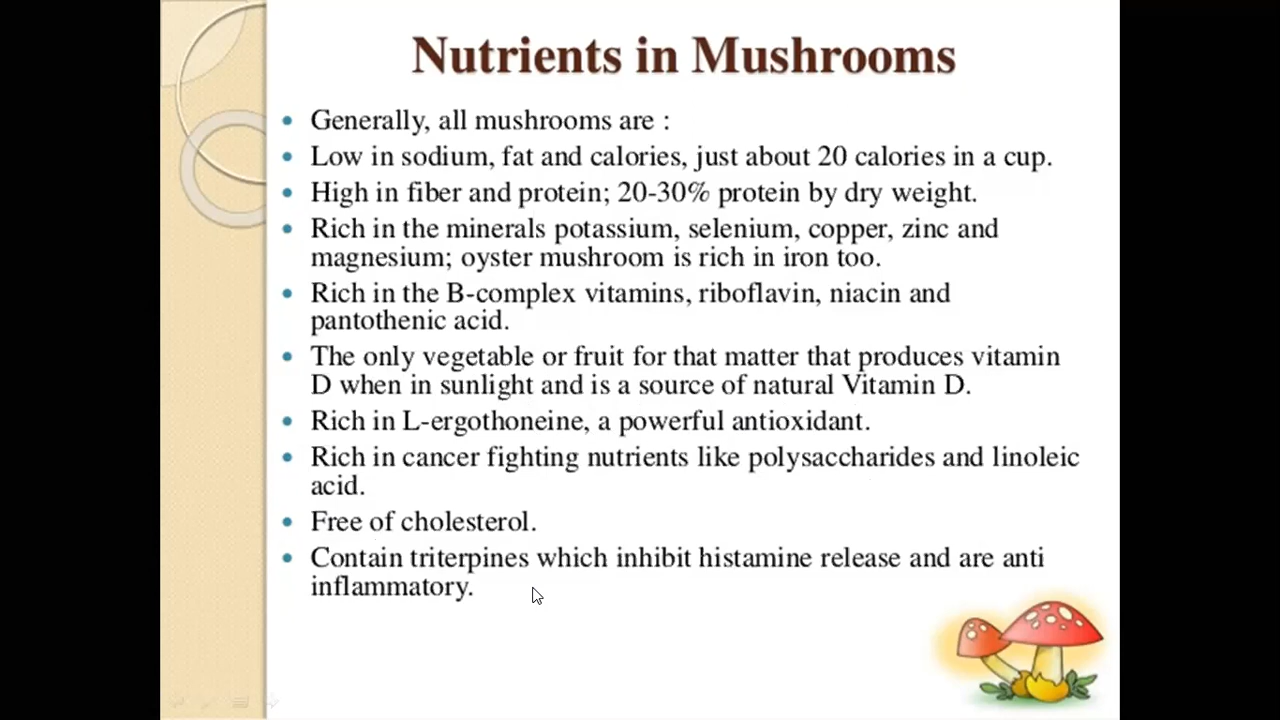 Nutrients in Mushrooms
• Generally, all mushrooms are :
• Low in sodium, fat and calories, just about 20 calories in a cup.
• High in fiber and protein; 20-30% protein by dry weight.
• Rich in the minerals potassium, selenium, copper, zinc and
magnesium; oyster mushroom is rich in iron too.
• Rich in the B-complex vitamins, riboflavin, niacin and
pantothenic acid.
• The only vegetable or fruit for that matter that produces vitamin
D when in sunlight and is a source of natural Vitamin D.
• Rich in L-ergothoneine, a powerful antioxidant.
• Rich in cancer fighting nutrients like polysaccharides and linoleic
acid.
• Free of cholesterol.
• Contain triterpines which inhibit histamine release and are anti
inflammatory.